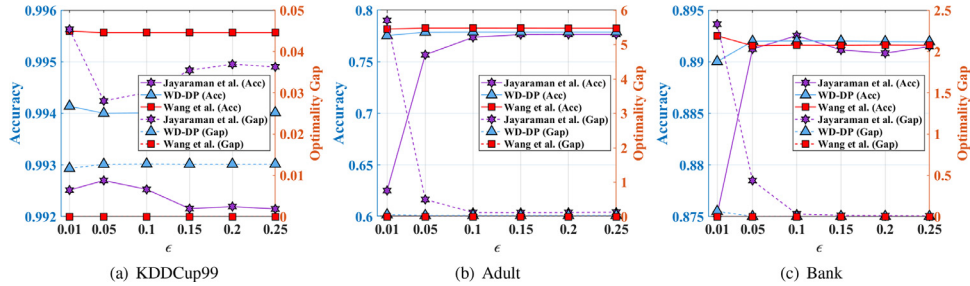 0.996
0.995
0.994
0.993
0.992
Accuracy
0.05
0.04
0.03
0.02
0.01
0
Optimality Gap
Jayaraman et al. (Acc)
WD-DP (Acc)
Wang et al. (Acc)
Jayaraman et al. (Gap)
WD-DP (Gap)
Wang et al. (Gap)
0.01 0.05 0.1 0.15 0.2 0.25
ϵ
(a) KDDCup99
0.8
0.75
0.7
0.65
0.6
Accuracy
6
5
4
3
2
1
0
Optimality Gap
Jayaraman et al. (Acc)
WD-DP (Acc)
Wang et al. (Acc)
Jayaraman et al. (Gap)
WD-DP (Gap)
Wang et al. (Gap)
0.01 0.05 0.1 0.15 0.2 0.25
ϵ
(b) Adult
0.895
0.89
0.885
0.88
0.875
Accuracy
2.5
2
1.5
1
0.5
0
Optimality Gap
Jayaraman et al. (Acc)
WD-DP (Acc)
Wang et al. (Acc)
Jayaraman et al. (Gap)
WD-DP (Gap)
Wang et al. (Gap)
0.01 0.05 0.1 0.15 0.2 0.25
ϵ
(c) Bank